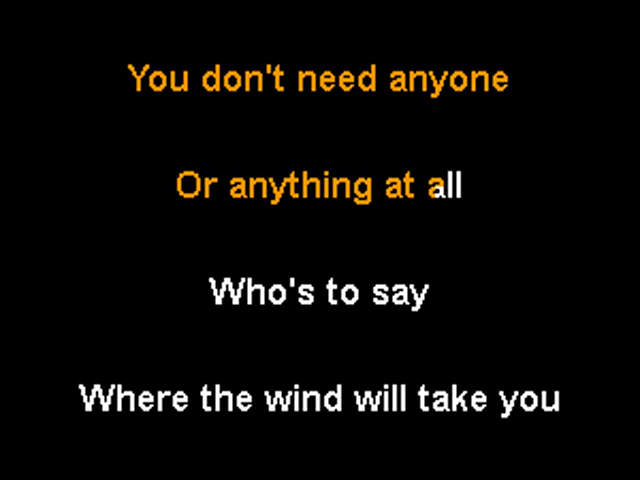 You don't need anyone
Or anything at all
Who's to say
Where the wind will take you